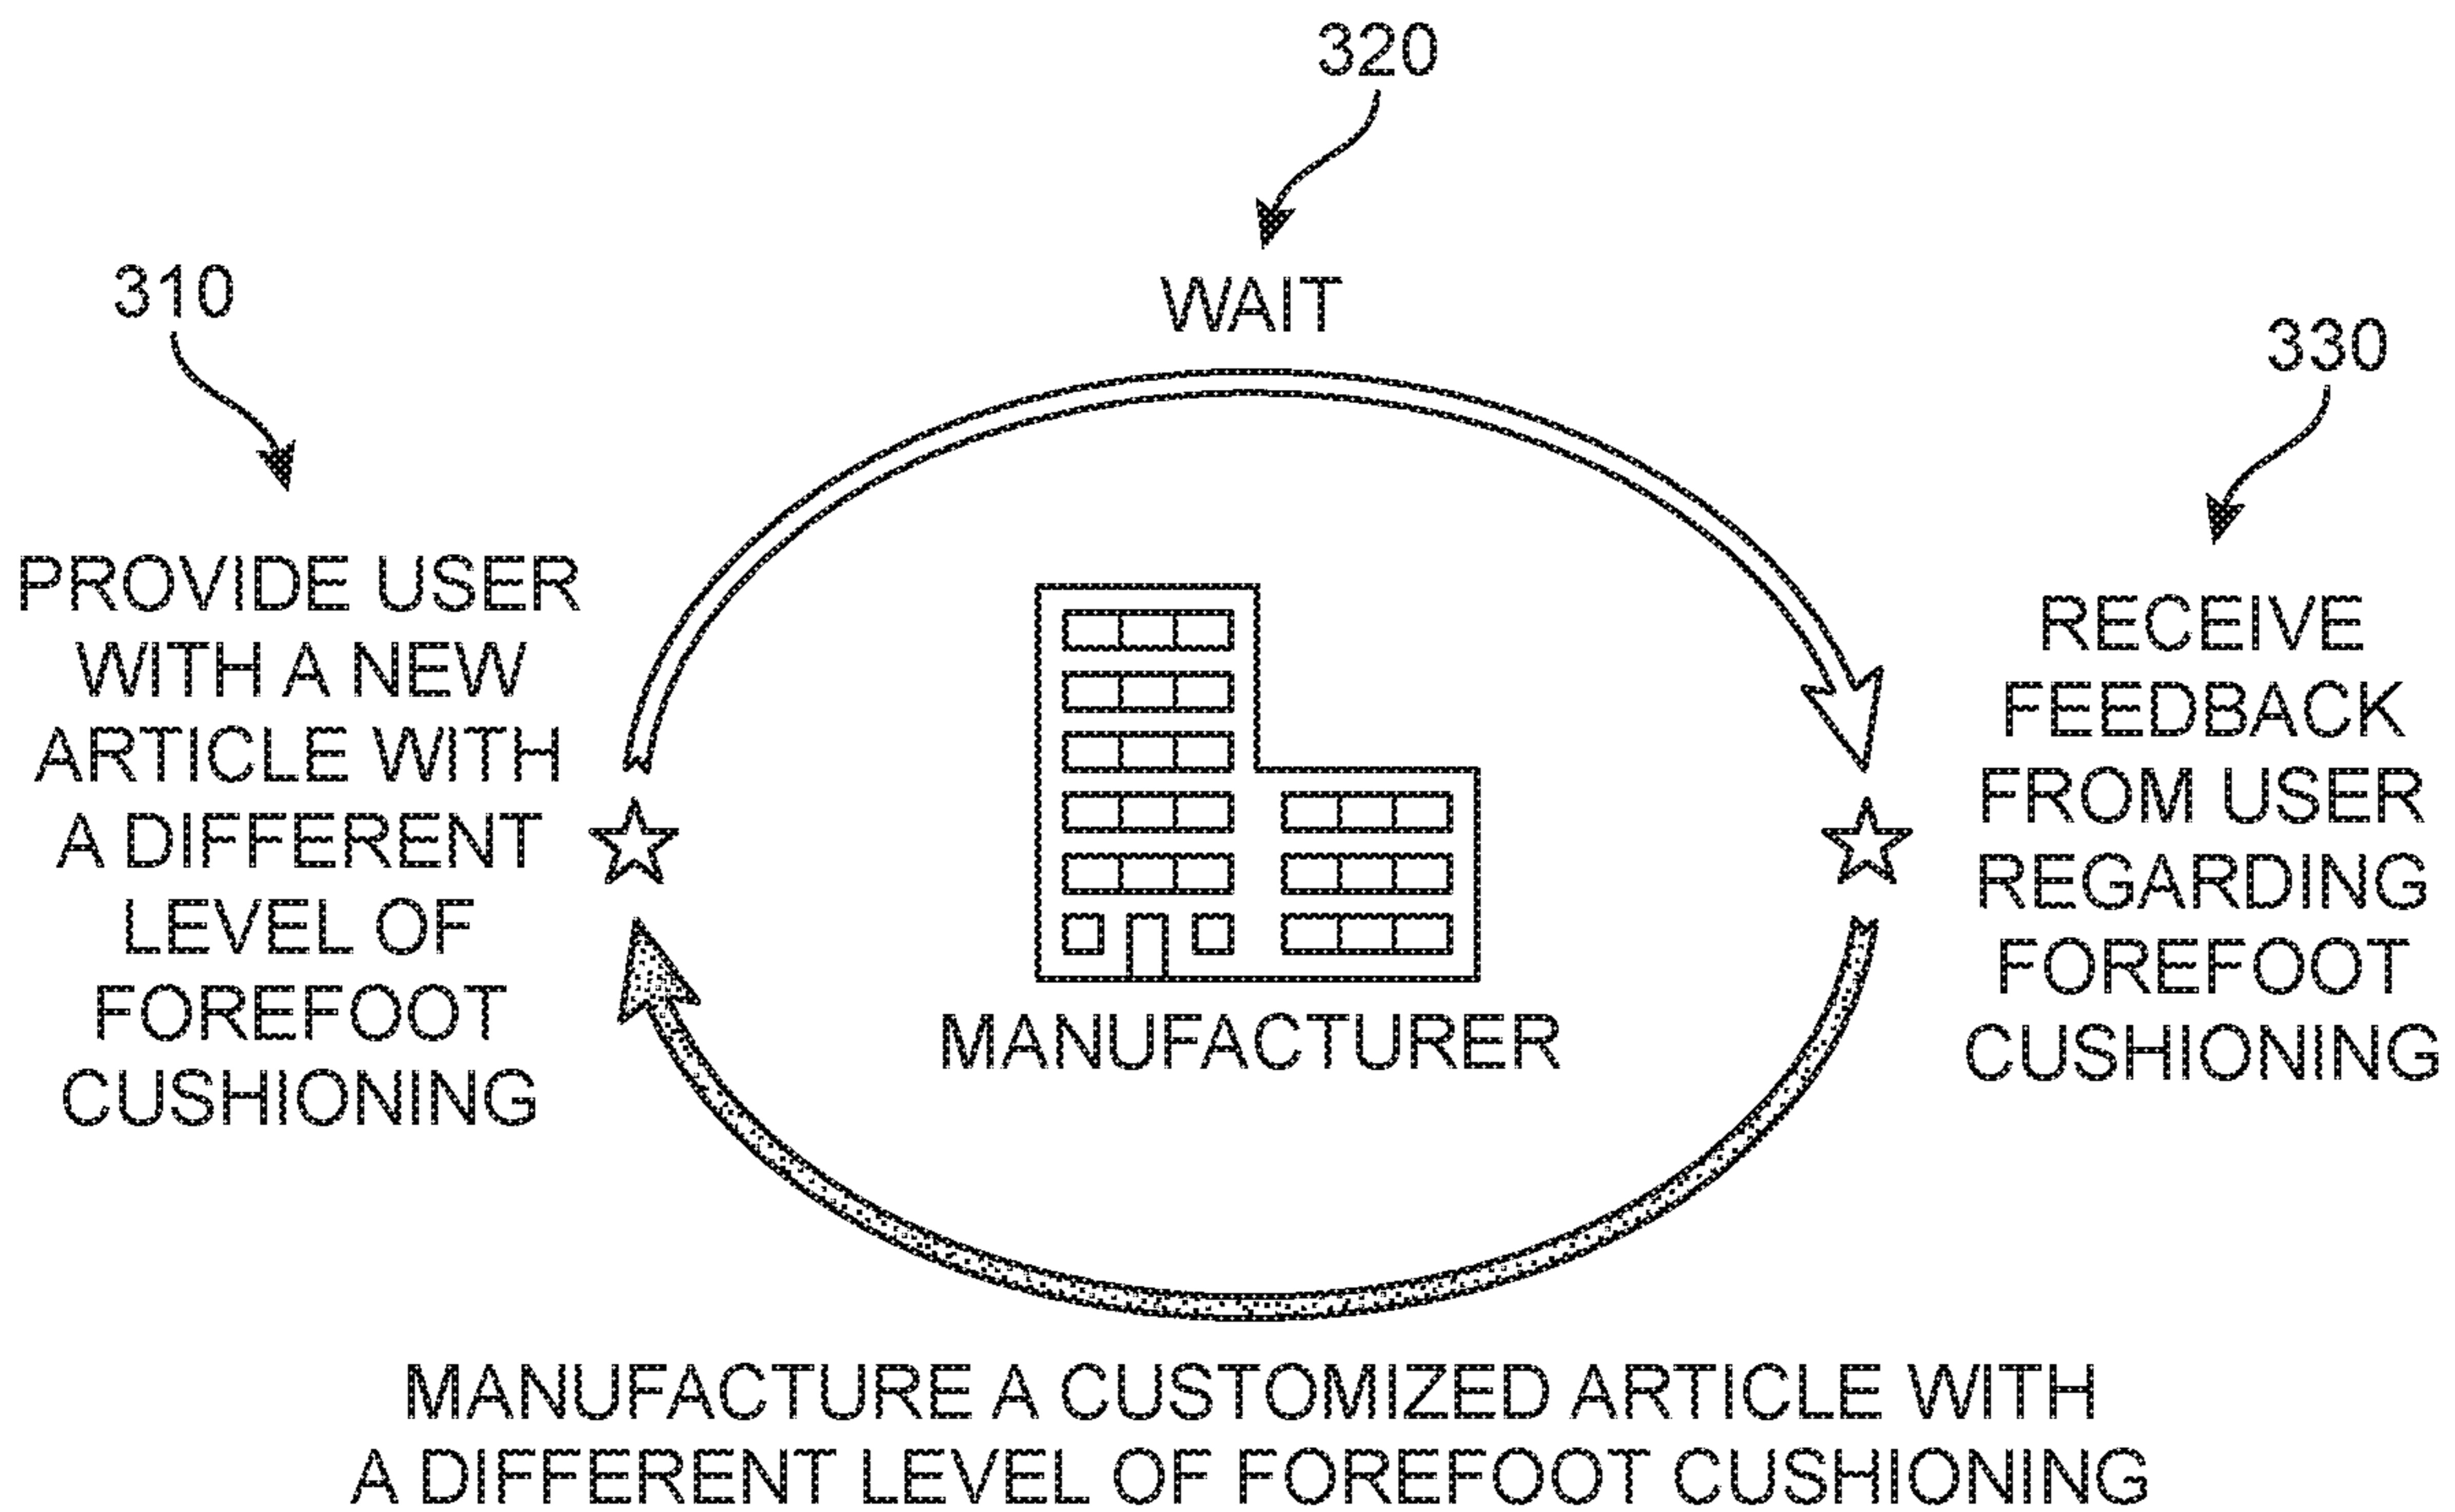 320
WAIT
310
330
PROVIDE USER
WITH A NEW
ARTICLE WITH
A DIFFERENT
LEVEL OF
FOREFOOT
CUSHIONING
RECEIVE
FEEDBACK
FROM USER
REGARDING
FOREFOOT
CUSHIONING
MANUFACTURER
MANUFACTURE A CUSTOMIZED ARTICLE WITH
A DIFFERENT LEVEL OF FOREFOOT CUSHIONING